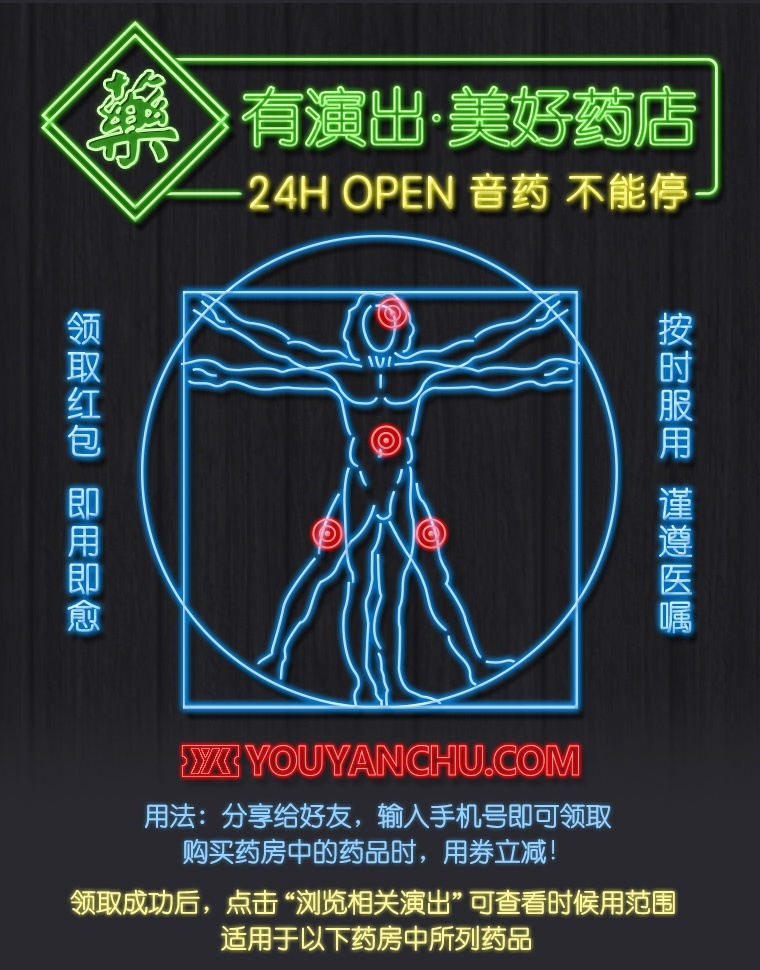 藥
有演出·美好药店
24H OPEN 音药 不能停
领取红包 即用即愈
按时服用 谨遵医嘱
YYC YOUYANCHU.COM
用法：分享给好友，输入手机号即可领取
购买药房中的药品时，用券立减！
领取成功后，点击“浏览相关演出”可查看时候用范围
适用于以下药房中所列药品